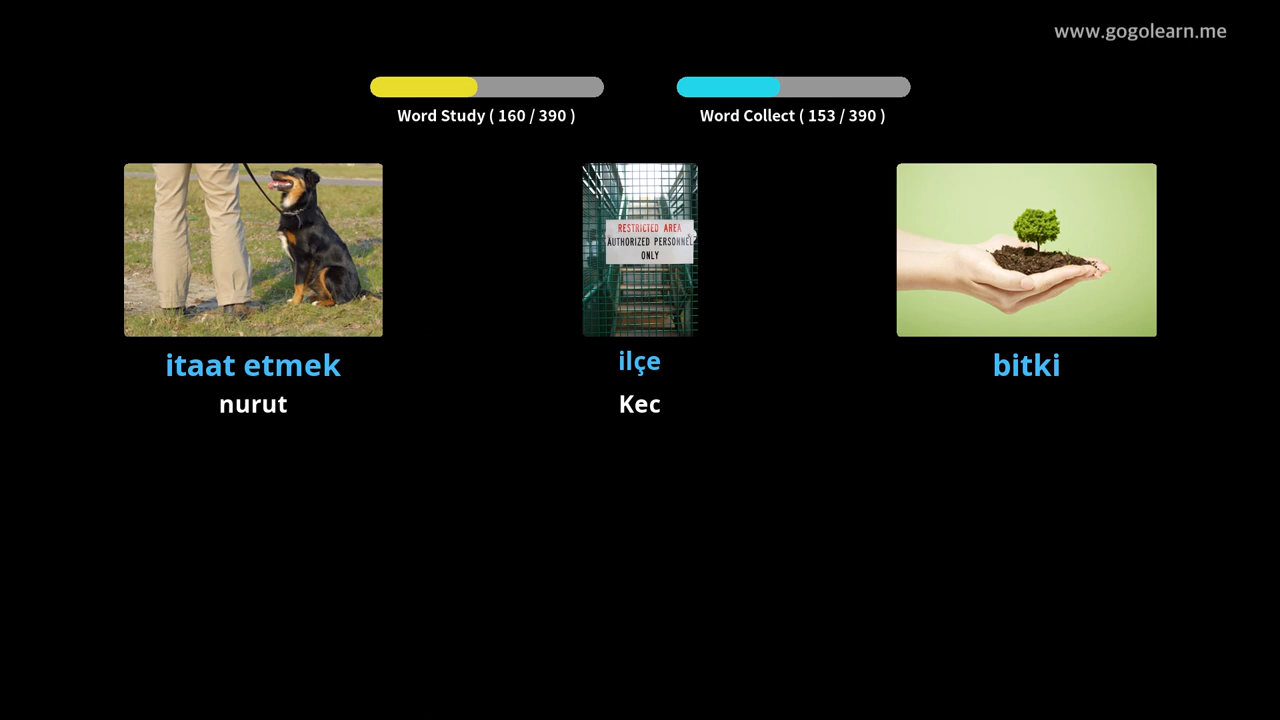 www.gogolearn.me
Word Study ( 160 / 390 )
Word Collect ( 153 / 390 )
RESTRICTED AREA
AUTHORIZED PERSONNEL
ONLY
itaat etmek
ilçe
bitki
nurut
Kec